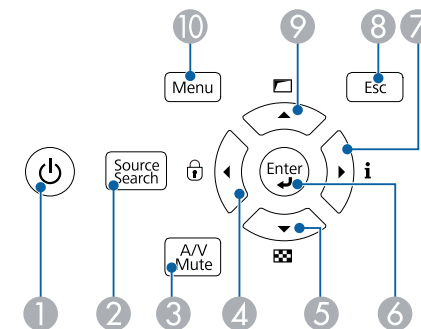 10 9 8 7
Menu
Esc
Source
Search
Enter
i
A/V
Mute
1 2 3 4 5 6